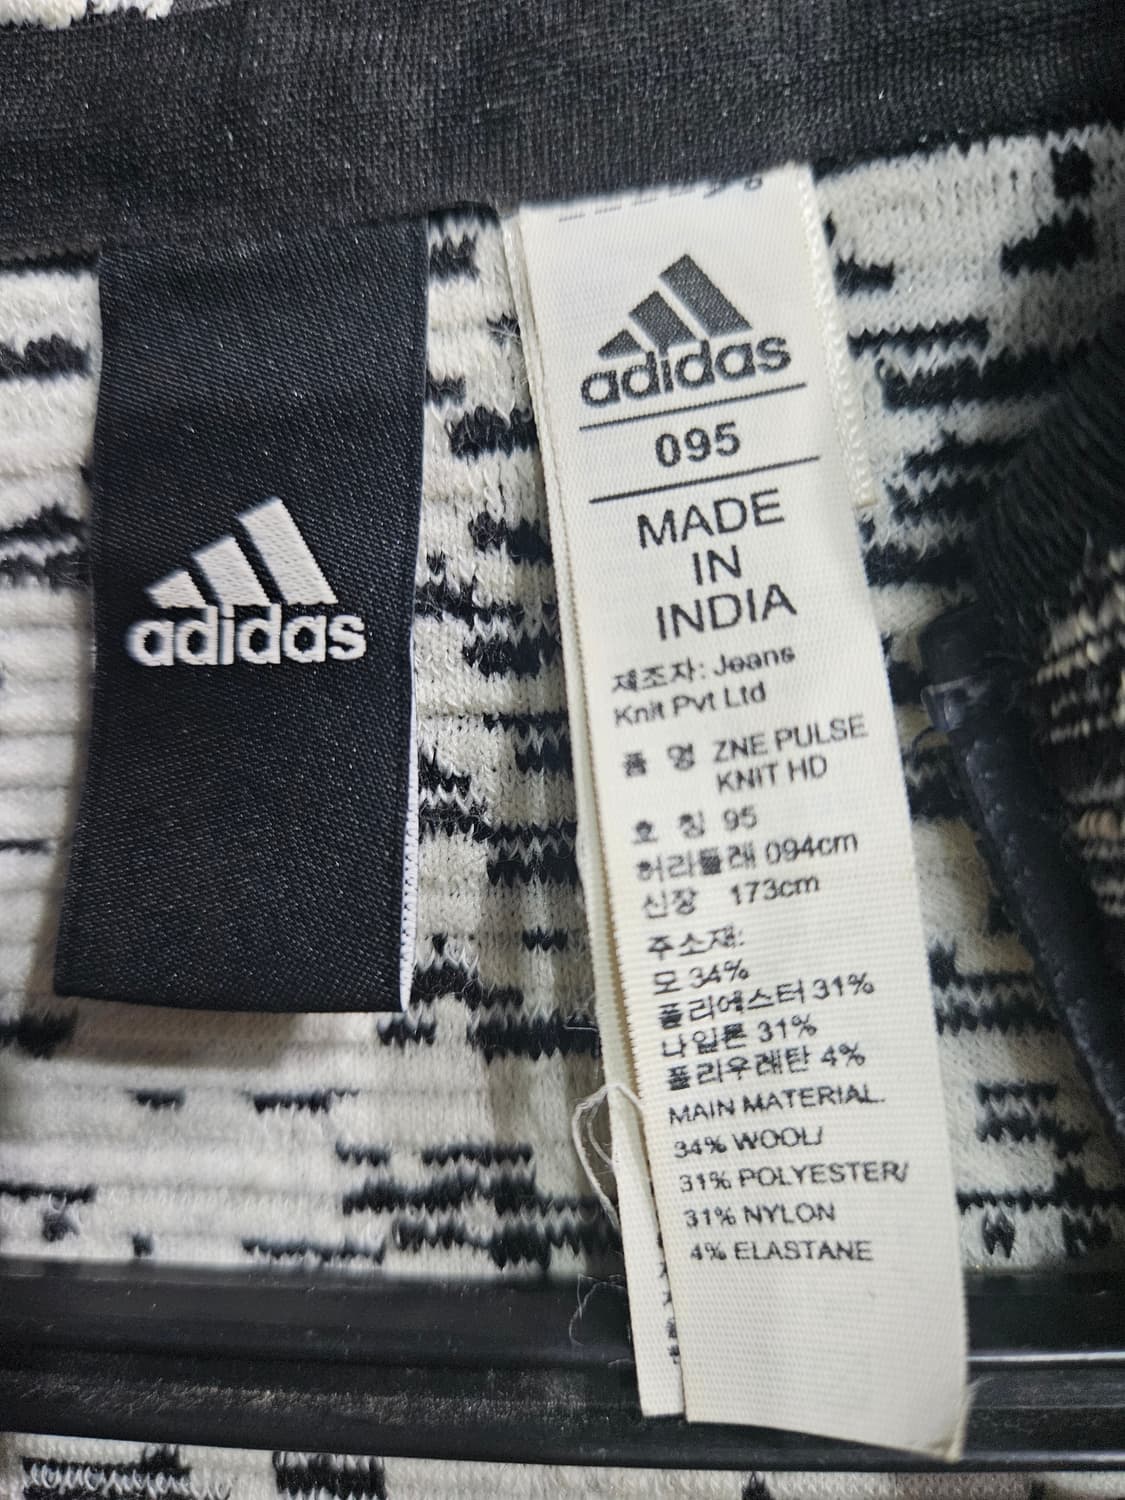 adidas
adidas
095
MADE
IN
INDIA
제조자: Jeans
Knit Pvt Ltd
품 명 ZNE PULSE
KNIT HD
호 칭 95
허리둘레 094cm
신장 173cm
주소재:
모 34%
폴리에스터 31%
나일론 31%
폴리우레탄 4%
MAIN MATERIAL
34% WOOL/
31% POLYESTER/
31% NYLON
4% ELASTANE